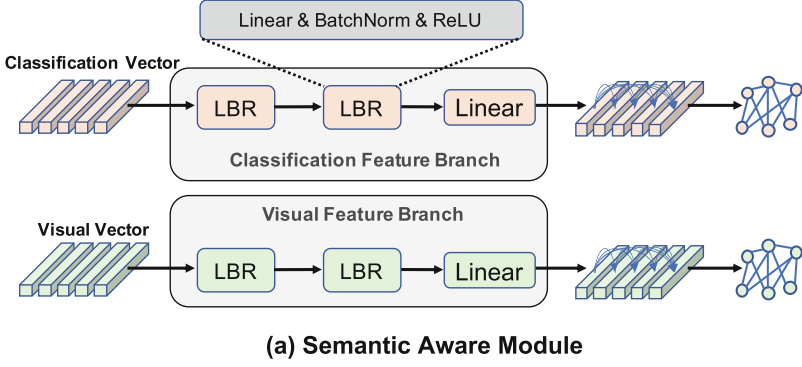 Linear & BatchNorm & ReLU
Classification Vector
LBR
LBR
Linear
Classification Feature Branch
Visual Feature Branch
Visual Vector
LBR
LBR
Linear
(a) Semantic Aware Module